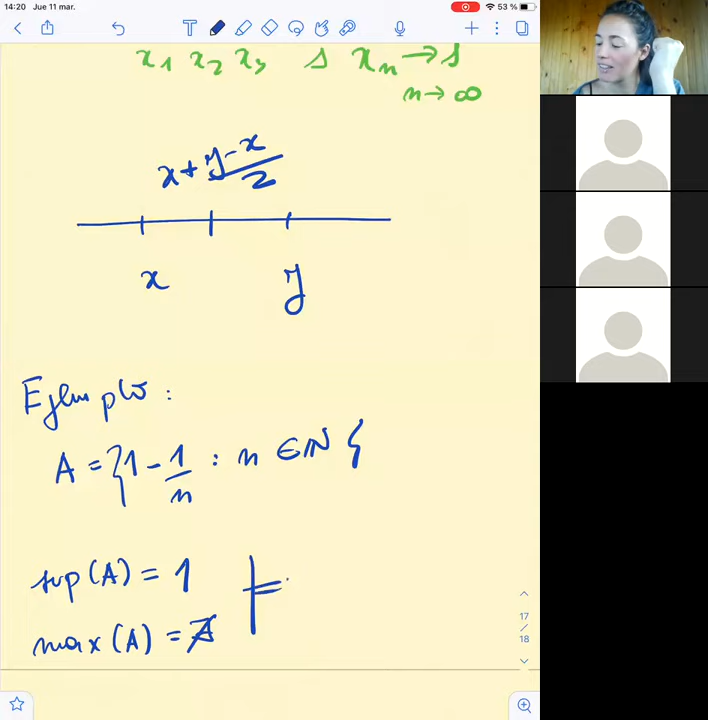 14:20 Jue 11 mar.
53 %
x1 x2 x3 s xn → s
n → ∞
x + y-x/2
x y
Ejemplo :
A = {1 - 1/n : n ∈ ℕ}
sup(A) = 1
max(A) = ∄
17
/
18